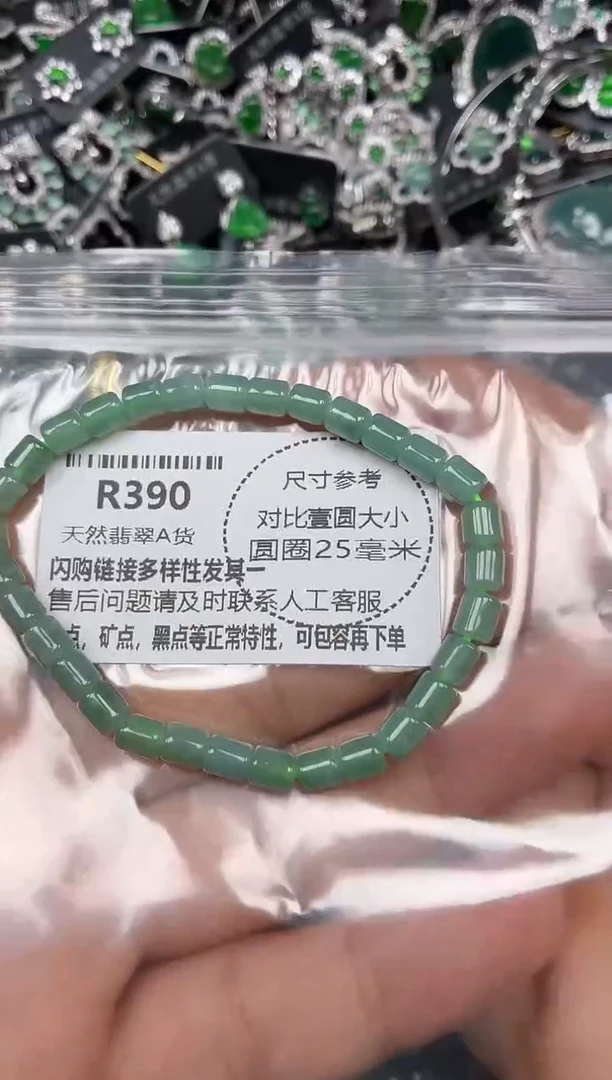 R390
天然翡翠A货
尺寸参考
对比壹圆大小
圆圈25毫米
闪购链接多样性发其一
售后问题请及时联系人工客服
点，矿点，黑点等正常特性，可包容再下单